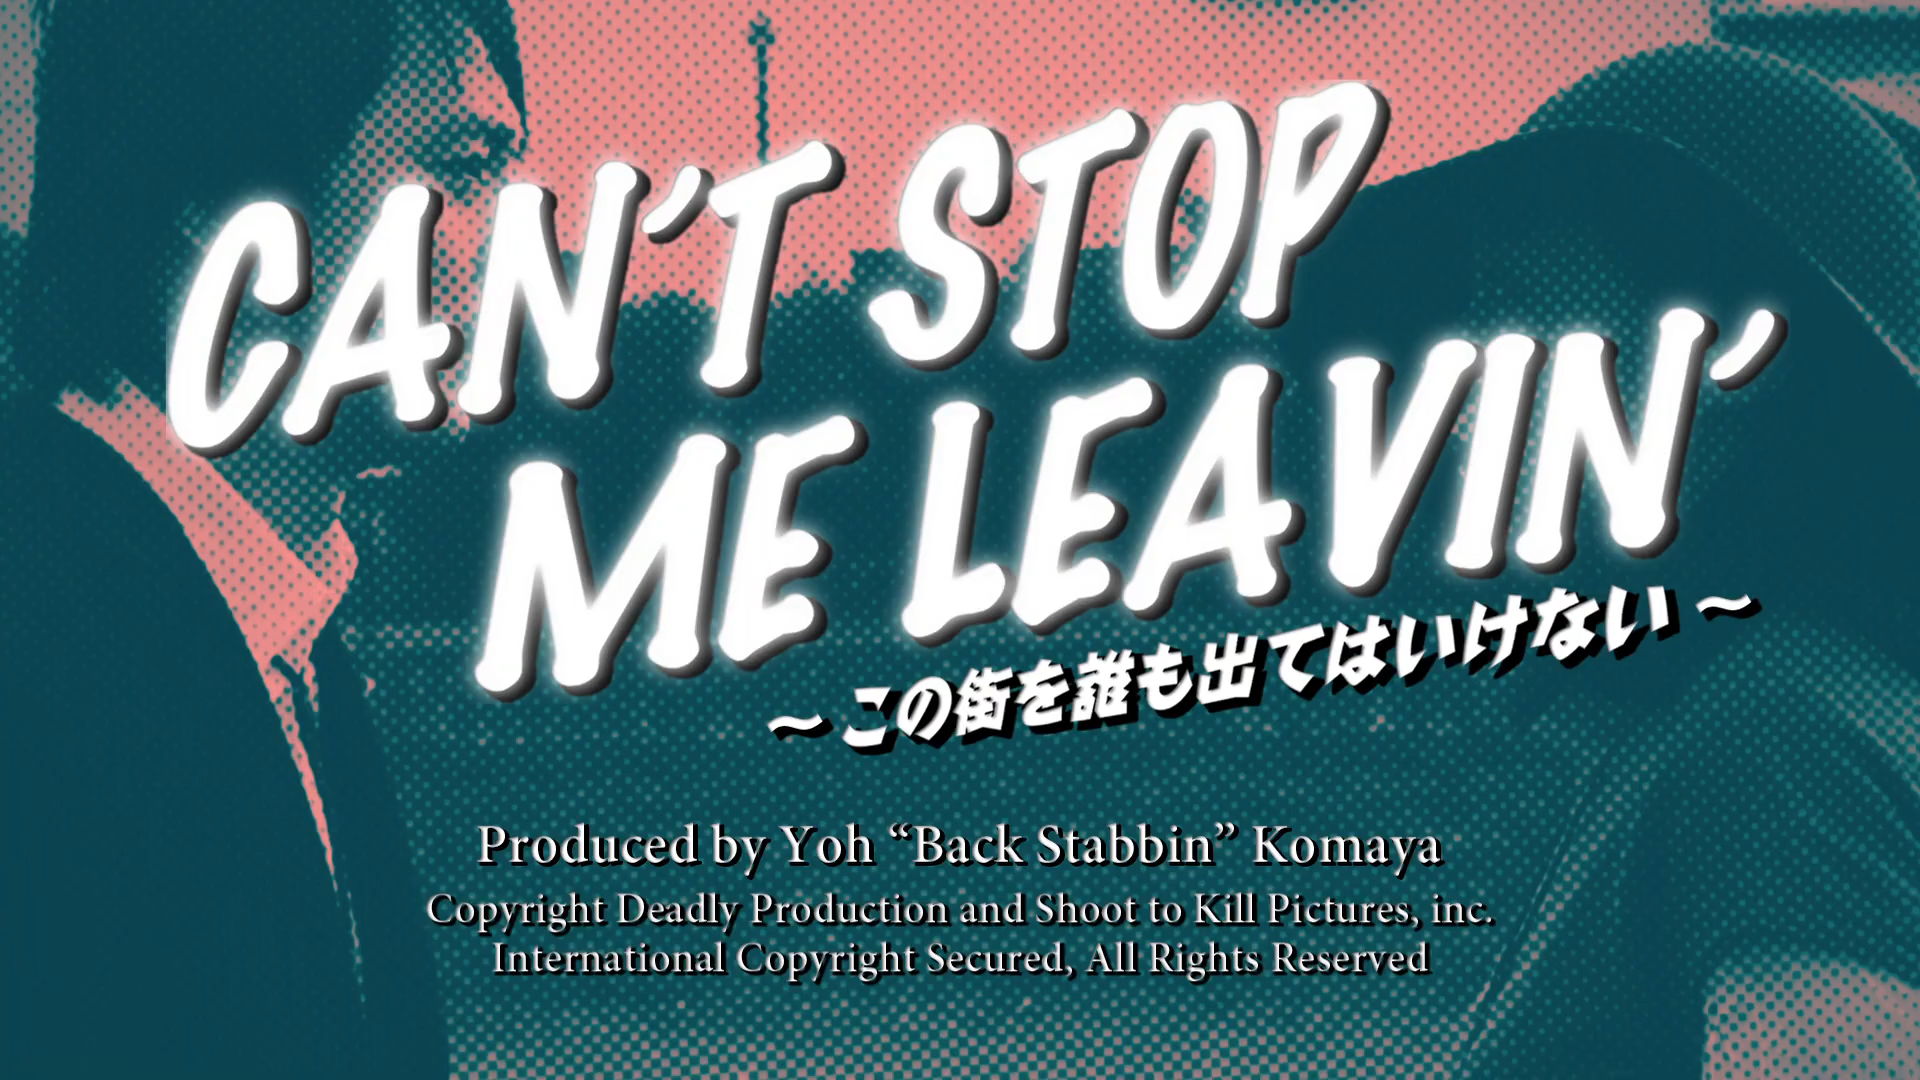 CAN'T STOP
ME LEAVIN'
～この街を誰も出てはいけない～
Produced by Yoh “Back Stabbin” Komaya
Copyright Deadly Production and Shoot to Kill Pictures, inc.
International Copyright Secured, All Rights Reserved